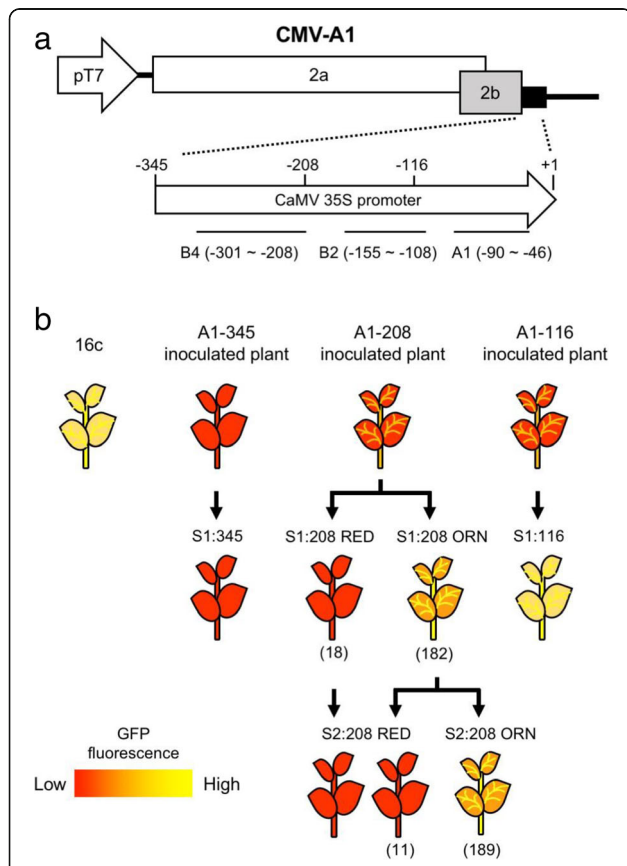 a
CMV-A1
pT7
2a
2b
-345
-208
-116
+1
CaMV 35S promoter
B4 (-301 ~ -208)
B2 (-155 ~ -108)
A1 (-90 ~ -46)
b
16c
A1-345
inoculated plant
A1-208
inoculated plant
A1-116
inoculated plant
S1:345
S1:208 RED
S1:208 ORN
S1:116
(18)
(182)
S2:208 RED
S2:208 ORN
GFP
fluorescence
Low
High
(11)
(189)